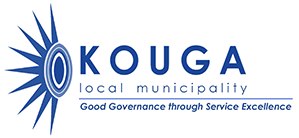 KOUGA
local municipality
Good Governance through Service Excellence